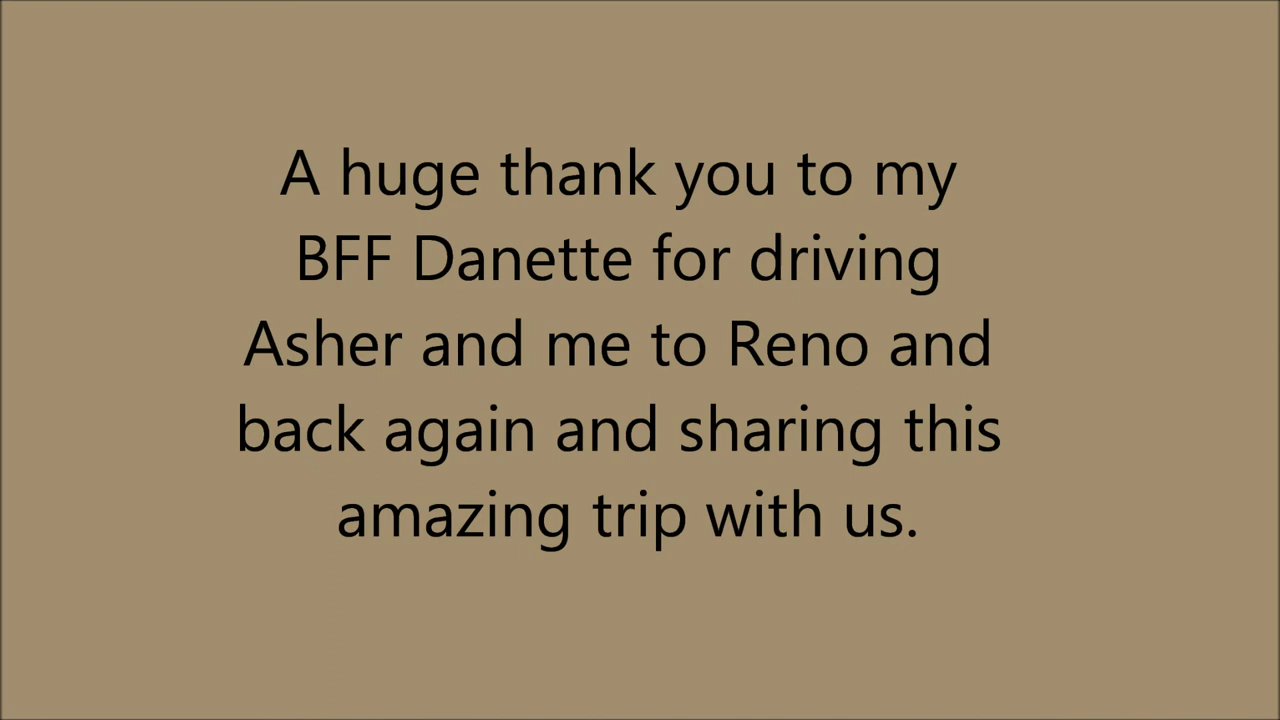 A huge thank you to my
BFF Danette for driving
Asher and me to Reno and
back again and sharing this
amazing trip with us.